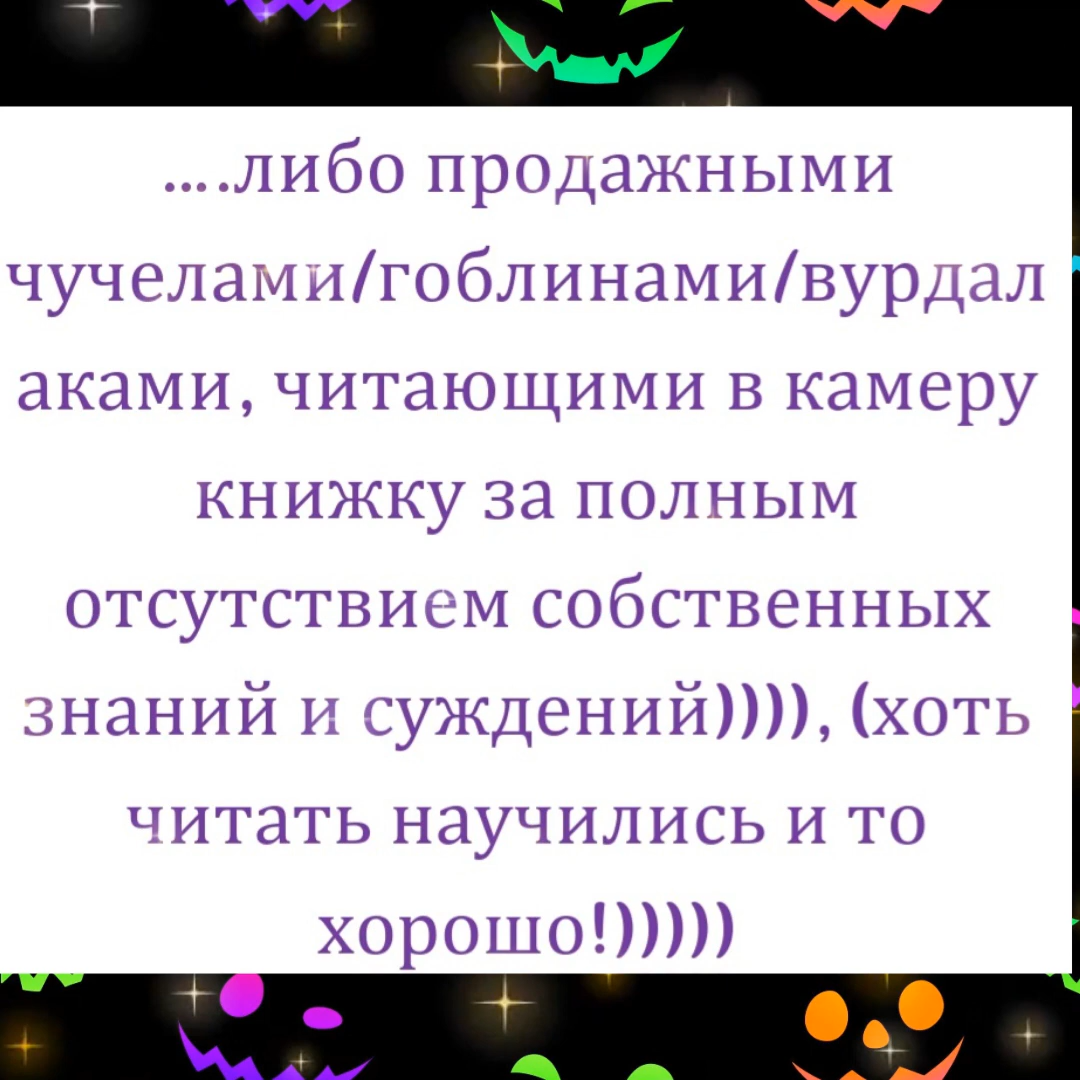 ….либо продажными
чучелами/гоблинами/вурдал
аками, читающими в камеру
книжку за полным
отсутствием собственных
знаний и суждений)))), (хоть
читать научились и то
хорошо!)))))